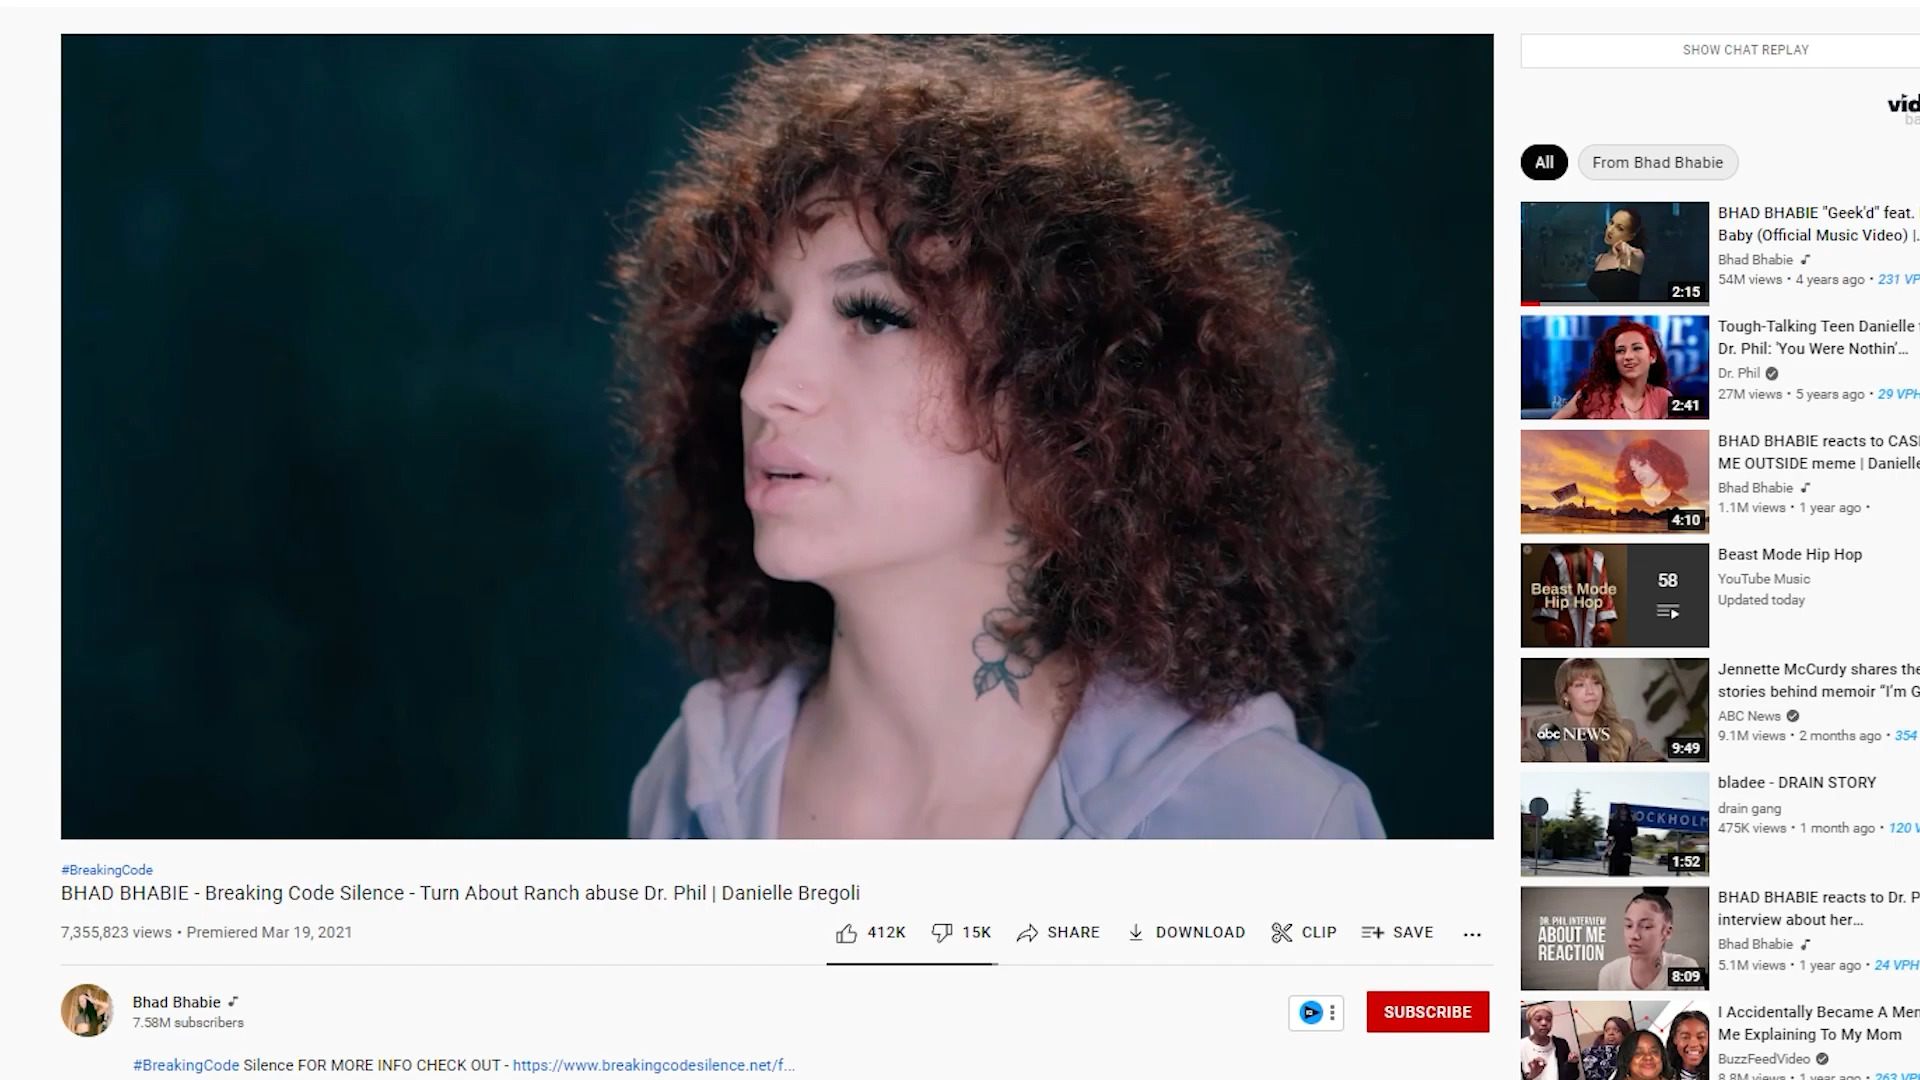 #BreakingCode
BHAD BHABIE - Breaking Code Silence - Turn About Ranch abuse Dr. Phil | Danielle Bregoli
7,355,823 views • Premiered Mar 19, 2021
412K
15K
SHARE
DOWNLOAD
CLIP
SAVE
Bhad Bhabie
7.58M subscribers
SUBSCRIBE
#BreakingCode Silence FOR MORE INFO CHECK OUT - https://www.breakingcodesilence.net/f...
SHOW CHAT REPLAY
vid
All
From Bhad Bhabie
2:15
BHAD BHABIE "Geek'd" feat.
Baby (Official Music Video) |.
Bhad Bhabie
54M views • 4 years ago • 231 VP
2:41
Tough-Talking Teen Danielle
Dr. Phil: 'You Were Nothin'...
Dr. Phil
27M views • 5 years ago • 29 VPH
4:10
BHAD BHABIE reacts to CAS
ME OUTSIDE meme | Danielle
Bhad Bhabie
1.1M views • 1 year ago •
Beast Mode
Hip Hop
58
Beast Mode Hip Hop
YouTube Music
Updated today
abc NEWS
9:49
Jennette McCurdy shares the
stories behind memoir “I’m G
ABC News
9.1M views • 2 months ago • 354
OCKHOLM
1:52
bladee - DRAIN STORY
drain gang
475K views • 1 month ago • 120 V
DR. PHIL INTERVIEW
ABOUT ME
REACTION
8:09
BHAD BHABIE reacts to Dr. P
interview about her...
Bhad Bhabie
5.1M views • 1 year ago • 24 VPH
I Accidentally Became A Mem
Me Explaining To My Mom
BuzzFeedVideo
8.8M views • 1 year ago • 263 VPH